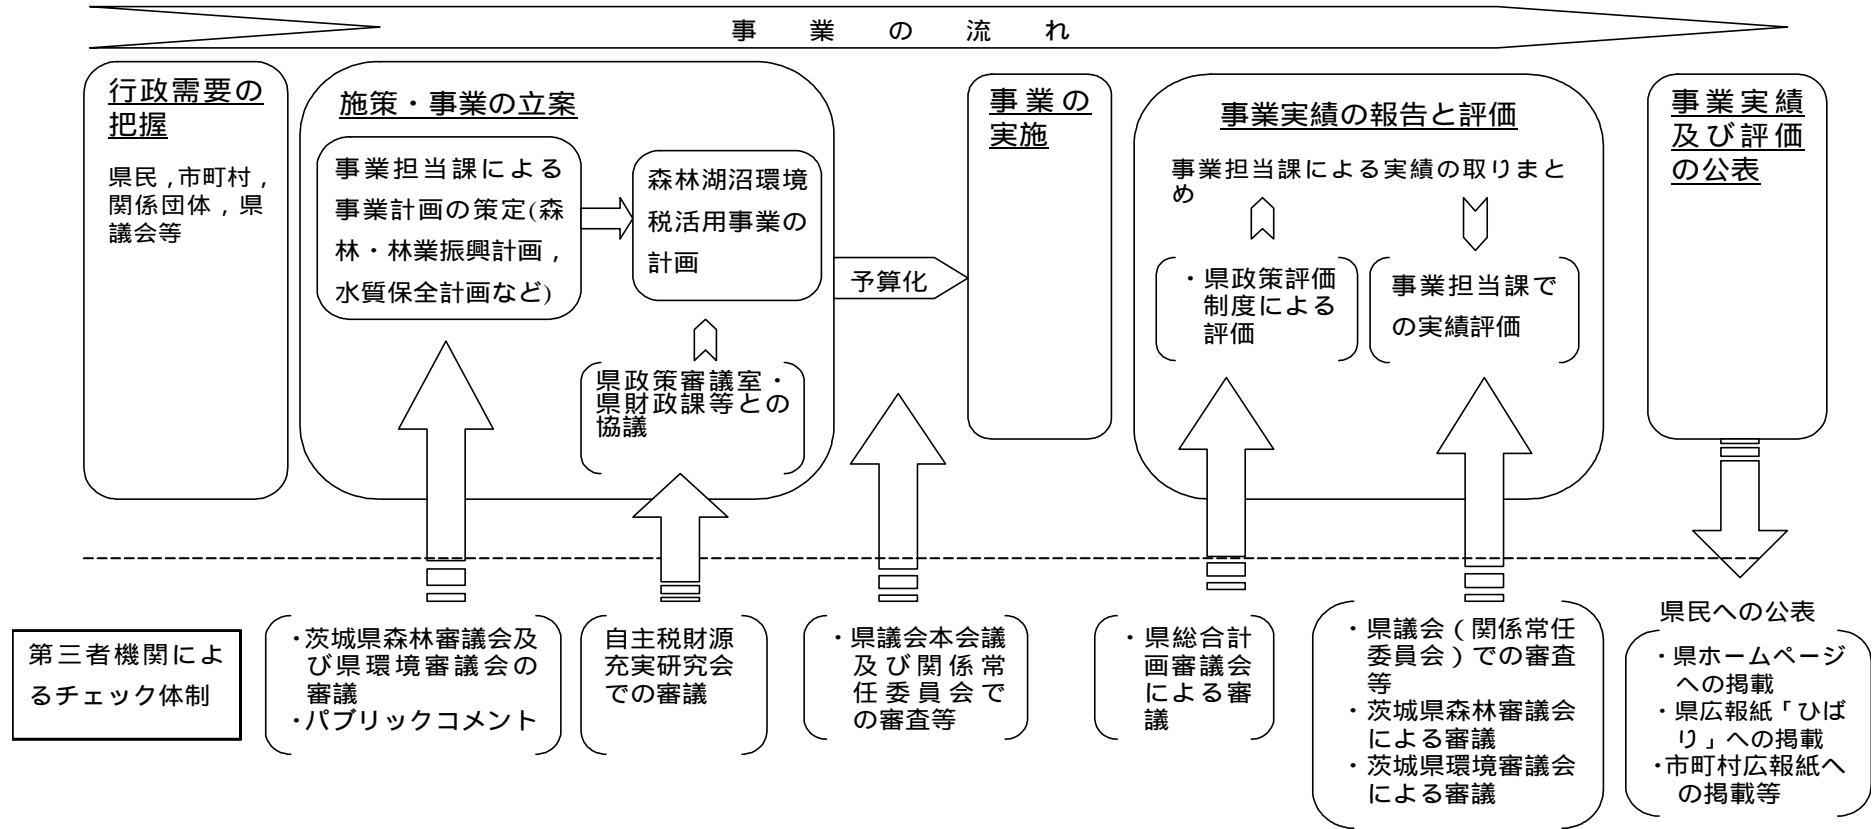 事業の流れ
行政需要の
把握
県民，市町村，
関係団体，県
議会等
施策・事業の立案
事業担当課による
事業計画の策定(森
林・林業振興計画，
水質保全計画など)
森林湖沼環境
税活用事業の
計画
県政策審議室・
県財政課等との
協議
予算化
事業の
実施
事業実績の報告と評価
事業担当課による実績の取りまと
め
・県政策評価
制度による
評価
事業担当課で
の実績評価
事業実績
及び評価
の公表
第三者機関によ
るチェック体制
・茨城県森林審議会及
び県環境審議会の
審議
・パブリックコメント
自主税財源
充実研究会
での審議
・県議会本会議
及び関係常
任委員会で
の審査等
・県総合計
画審議会
による審
議
・県議会（関係常任
委員会）での審査
等
・茨城県森林審議会
による審議
・茨城県環境審議会
による審議
県民への公表
・県ホームページ
への掲載
・県広報紙「ひば
り」への掲載
・市町村広報紙へ
の掲載等